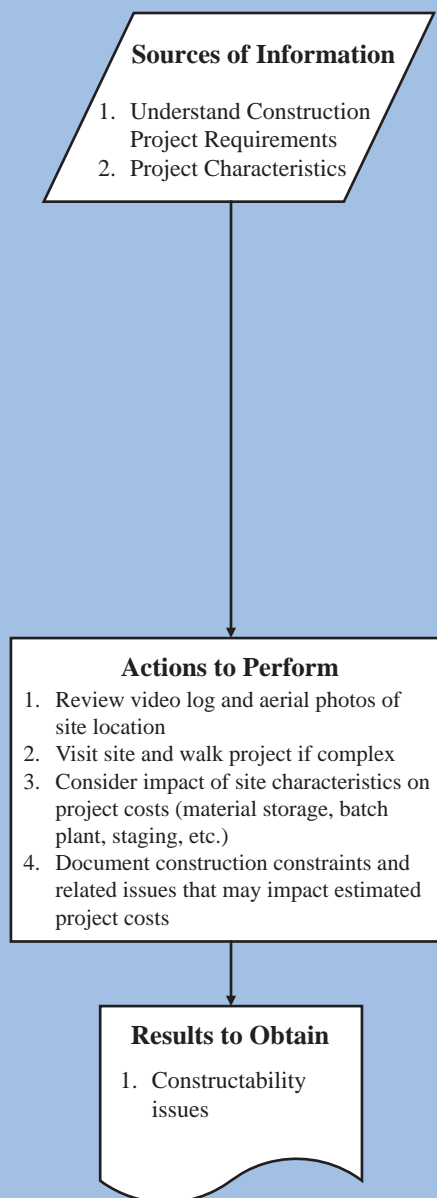 Sources of Information
1. Understand Construction
Project Requirements
2. Project Characteristics
Actions to Perform
1. Review video log and aerial photos of
site location
2. Visit site and walk project if complex
3. Consider impact of site characteristics on
project costs (material storage, batch
plant, staging, etc.)
4. Document construction constraints and
related issues that may impact estimated
project costs
Results to Obtain
1. Constructability
issues